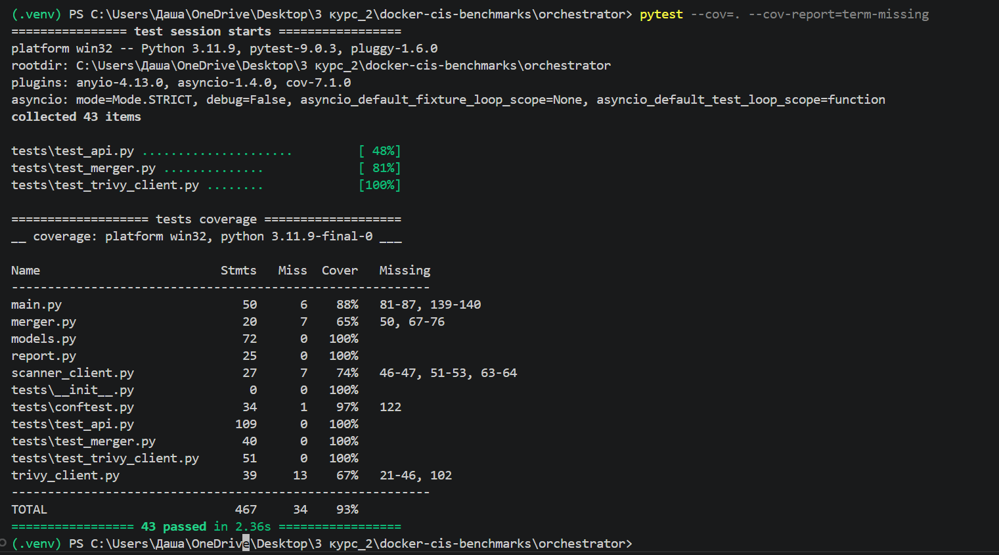 (.venv) PS C:\Users\Даша\OneDrive\Desktop\3 курс_2\docker-cis-benchmarks\orchestrator> pytest --cov=. --cov-report=term-missing
================ test session starts =================
platform win32 -- Python 3.11.9, pytest-9.0.3, pluggy-1.6.0
rootdir: C:\Users\Даша\OneDrive\Desktop\3 курс_2\docker-cis-benchmarks\orchestrator
plugins: anyio-4.13.0, asyncio-1.4.0, cov-7.1.0
asyncio: mode=Mode.STRICT, debug=False, asyncio_default_fixture_loop_scope=None, asyncio_default_test_loop_scope=function
collected 43 items

tests\test_api.py .....................         [ 48%]
tests\test_merger.py ..............             [ 81%]
tests\test_trivy_client.py ........             [100%]

=================== tests coverage ===================
__ coverage: platform win32, python 3.11.9-final-0 ___

Name                         Stmts   Miss  Cover   Missing
----------------------------------------------------------
main.py                         50      6    88%   81-87, 139-140
merger.py                       20      7    65%   50, 67-76
models.py                       72      0   100%
report.py                       25      0   100%
scanner_client.py               27      7    74%   46-47, 51-53, 63-64
tests\__init__.py                0      0   100%
tests\conftest.py               34      1    97%   122
tests\test_api.py              109      0   100%
tests\test_merger.py            40      0   100%
tests\test_trivy_client.py      51      0   100%
trivy_client.py                 39     13    67%   21-46, 102
----------------------------------------------------------
TOTAL                          467     34    93%
================= 43 passed in 2.36s =================
(.venv) PS C:\Users\Даша\OneDrive\Desktop\3 курс_2\docker-cis-benchmarks\orchestrator>